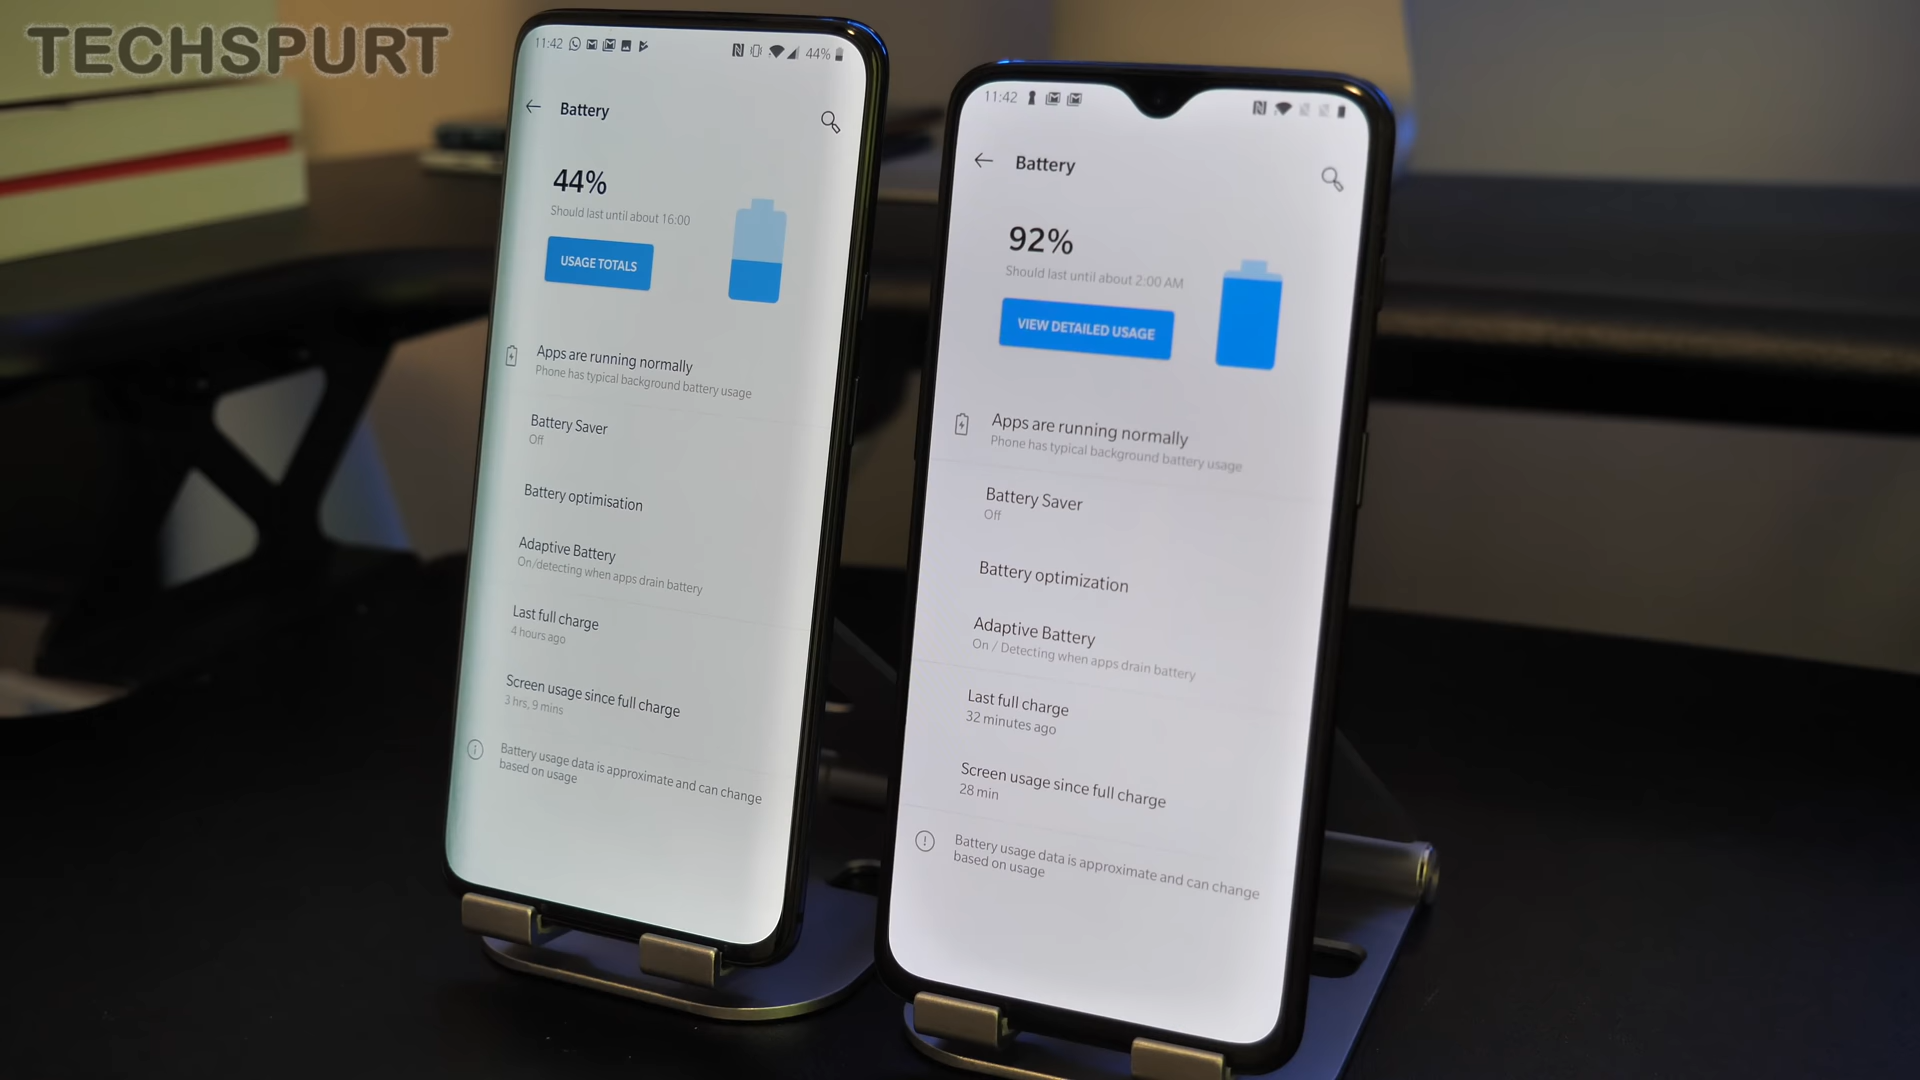 TECHSPURT
11:42
44%
Battery
44%
Should last until about 16:00
USAGE TOTALS
Apps are running normally
Phone has typical background battery usage
Battery Saver
Off
Battery optimisation
Adaptive Battery
On/detecting when apps drain battery
Last full charge
4 hours ago
Screen usage since full charge
3 hrs, 9 mins
Battery usage data is approximate and can change
based on usage
11:42
Battery
92%
Should last until about 2:00 AM
VIEW DETAILED USAGE
Apps are running normally
Phone has typical background battery usage
Battery Saver
Off
Battery optimization
Adaptive Battery
On / Detecting when apps drain battery
Last full charge
32 minutes ago
Screen usage since full charge
28 min
Battery usage data is approximate and can change
based on usage